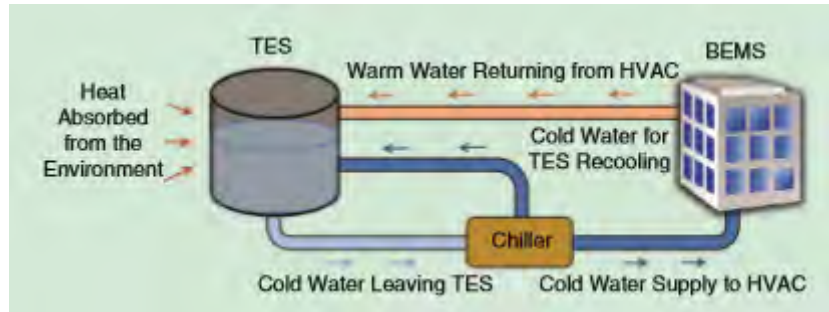 TES
BEMS
Warm Water Returning from HVAC
Heat
Absorbed
from the
Environment
Cold Water for
TES Recooling
Chiller
Cold Water Leaving TES
Cold Water Supply to HVAC